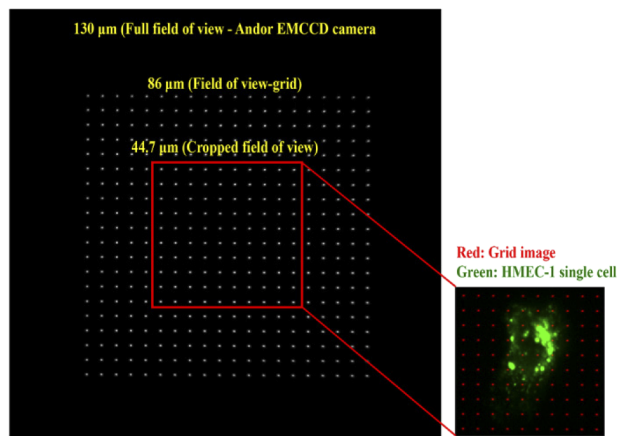 130 µm (Full field of view - Andor EMCCD camera
86 µm (Field of view-grid)
44.7 µm (Cropped field of view)
Red: Grid image
Green: HMEC-1 single cell